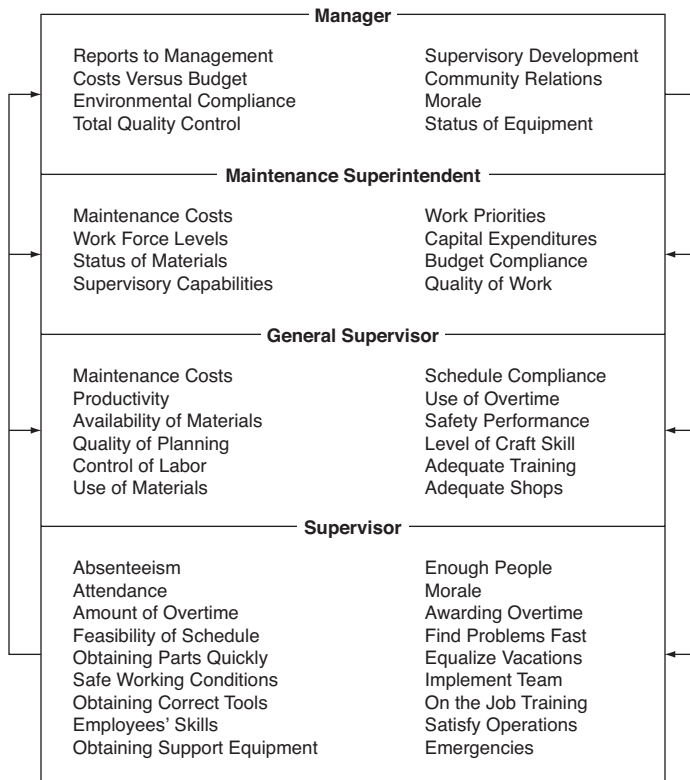 Manager
Reports to Management
Costs Versus Budget
Environmental Compliance
Total Quality Control
Supervisory Development
Community Relations
Morale
Status of Equipment
Maintenance Superintendent
Maintenance Costs
Work Force Levels
Status of Materials
Supervisory Capabilities
Work Priorities
Capital Expenditures
Budget Compliance
Quality of Work
General Supervisor
Maintenance Costs
Productivity
Availability of Materials
Quality of Planning
Control of Labor
Use of Materials
Schedule Compliance
Use of Overtime
Safety Performance
Level of Craft Skill
Adequate Training
Adequate Shops
Supervisor
Absenteeism
Attendance
Amount of Overtime
Feasibility of Schedule
Obtaining Parts Quickly
Safe Working Conditions
Obtaining Correct Tools
Employees’ Skills
Obtaining Support Equipment
Enough People
Morale
Awarding Overtime
Find Problems Fast
Equalize Vacations
Implement Team
On the Job Training
Satisfy Operations
Emergencies